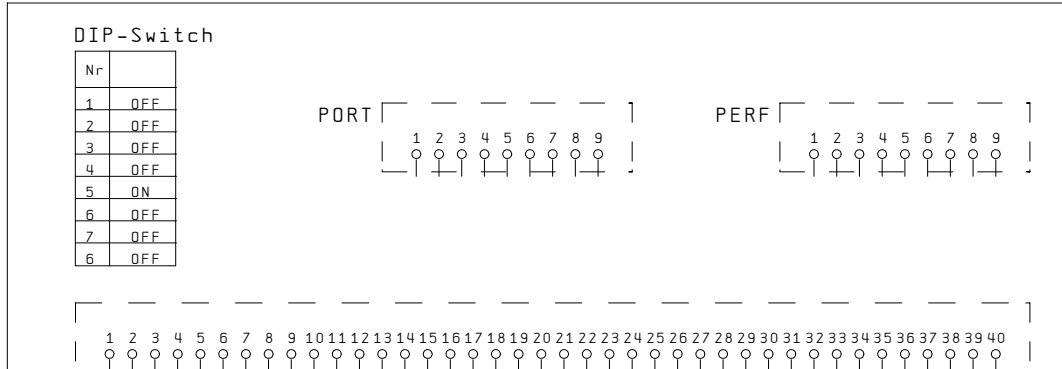 DIP-Switch
Nr
1 OFF
2 OFF
3 OFF
4 OFF
5 ON
6 OFF
7 OFF
6 OFF
PORT
1 2 3 4 5 6 7 8 9
PERF
1 2 3 4 5 6 7 8 9
1 2 3 4 5 6 7 8 9 10 11 12 13 14 15 16 17 18 19 20 21 22 23 24 25 26 27 28 29 30 31 32 33 34 35 36 37 38 39 40